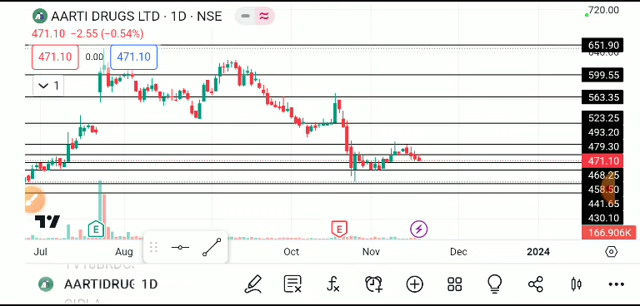 AARTI DRUGS LTD · 1D · NSE
720.00
471.10 −2.55 (−0.54%)
651.90
471.10 0.00 471.10
599.55
1
563.35
523.25
493.20
479.30
471.10
468.25
458.50
441.65
430.10
E E
166.906K
Jul Aug Oct Nov Dec 2024
AARTIDRUG 1D